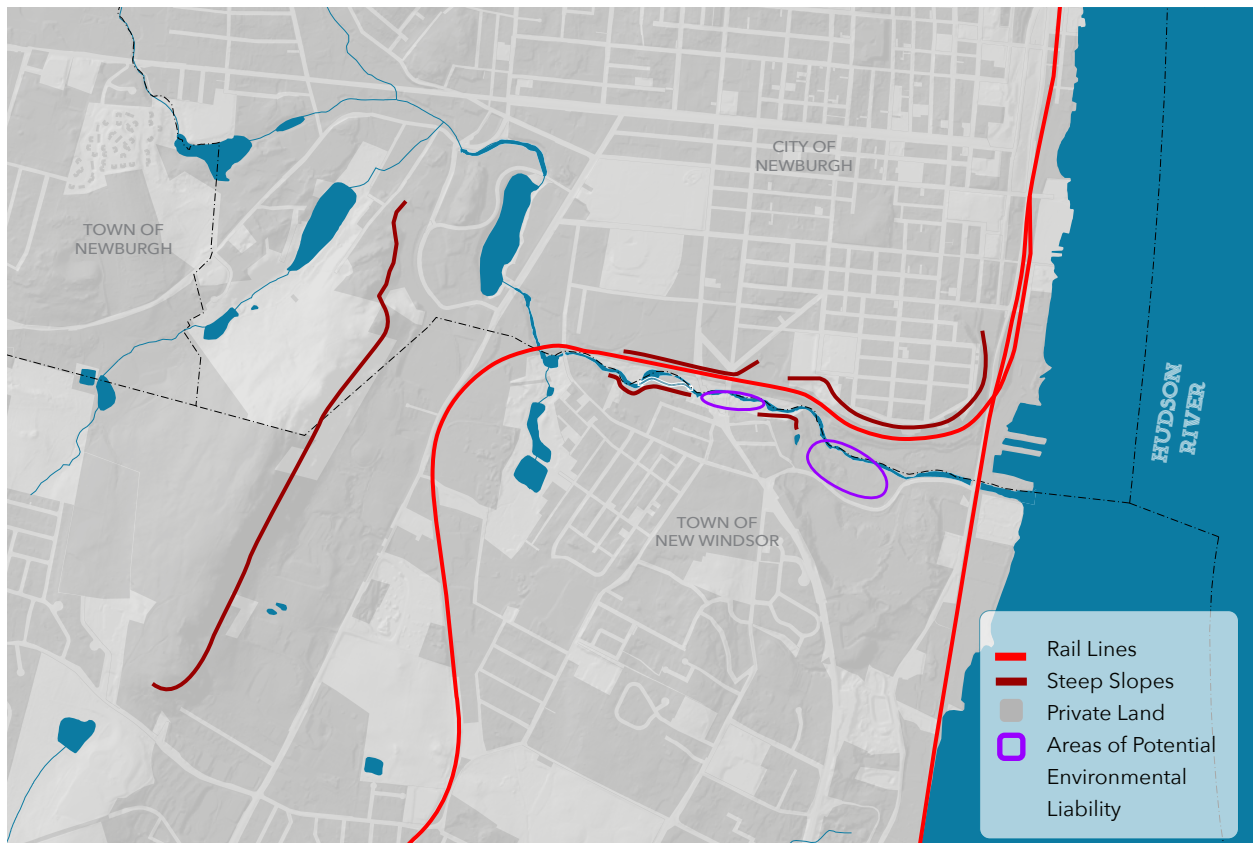 CITY OF
NEWBURGH
TOWN OF
NEWBURGH
HUDSON
RIVER
TOWN OF
NEW WINDSOR
Rail Lines
Steep Slopes
Private Land
Areas of Potential
Environmental
Liability